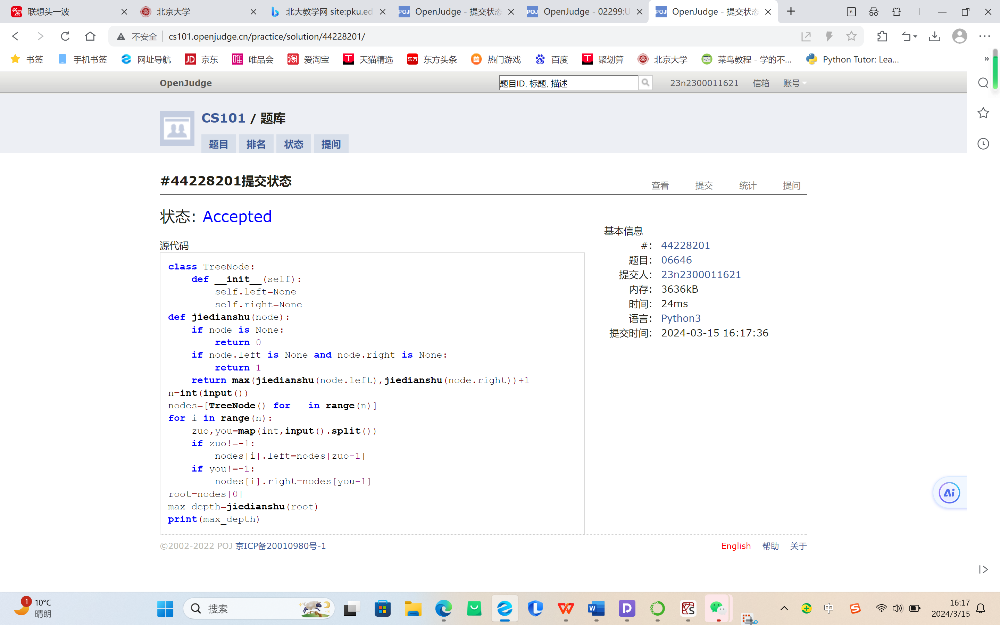 联想头一波
北京大学
北大教学网 site:pku.ed
OpenJudge - 提交状态
OpenJudge - 02299:U
OpenJudge - 提交状态
6
不安全
cs101.openjudge.cn/practice/solution/44228201/
书签
手机书签
网址导航
京东
唯品会
爱淘宝
天猫精选
东方头条
热门游戏
百度
聚划算
北京大学
菜鸟教程 - 学的不...
Python Tutor: Lea...
OpenJudge
题目ID, 标题, 描述
23n2300011621
信箱
账号
CS101 / 题库
题目
排名
状态
提问
#44228201提交状态
查看
提交
统计
提问
状态: Accepted
源代码
class TreeNode:
    def __init__(self):
        self.left=None
        self.right=None
def jiedianshu(node):
    if node is None:
        return 0
    if node.left is None and node.right is None:
        return 1
    return max(jiedianshu(node.left),jiedianshu(node.right))+1
n=int(input())
nodes=[TreeNode() for _ in range(n)]
for i in range(n):
    zuo,you=map(int,input().split())
    if zuo!=-1:
        nodes[i].left=nodes[zuo-1]
    if you!=-1:
        nodes[i].right=nodes[you-1]
root=nodes[0]
max_depth=jiedianshu(root)
print(max_depth)
基本信息
#: 44228201
题目: 06646
提交人: 23n2300011621
内存: 3636kB
时间: 24ms
语言: Python3
提交时间: 2024-03-15 16:17:36
Ai
©2002-2022 POJ 京ICP备20010980号-1
English
帮助
关于
1
10°C
晴朗
搜索
中
16:17
2024/3/15